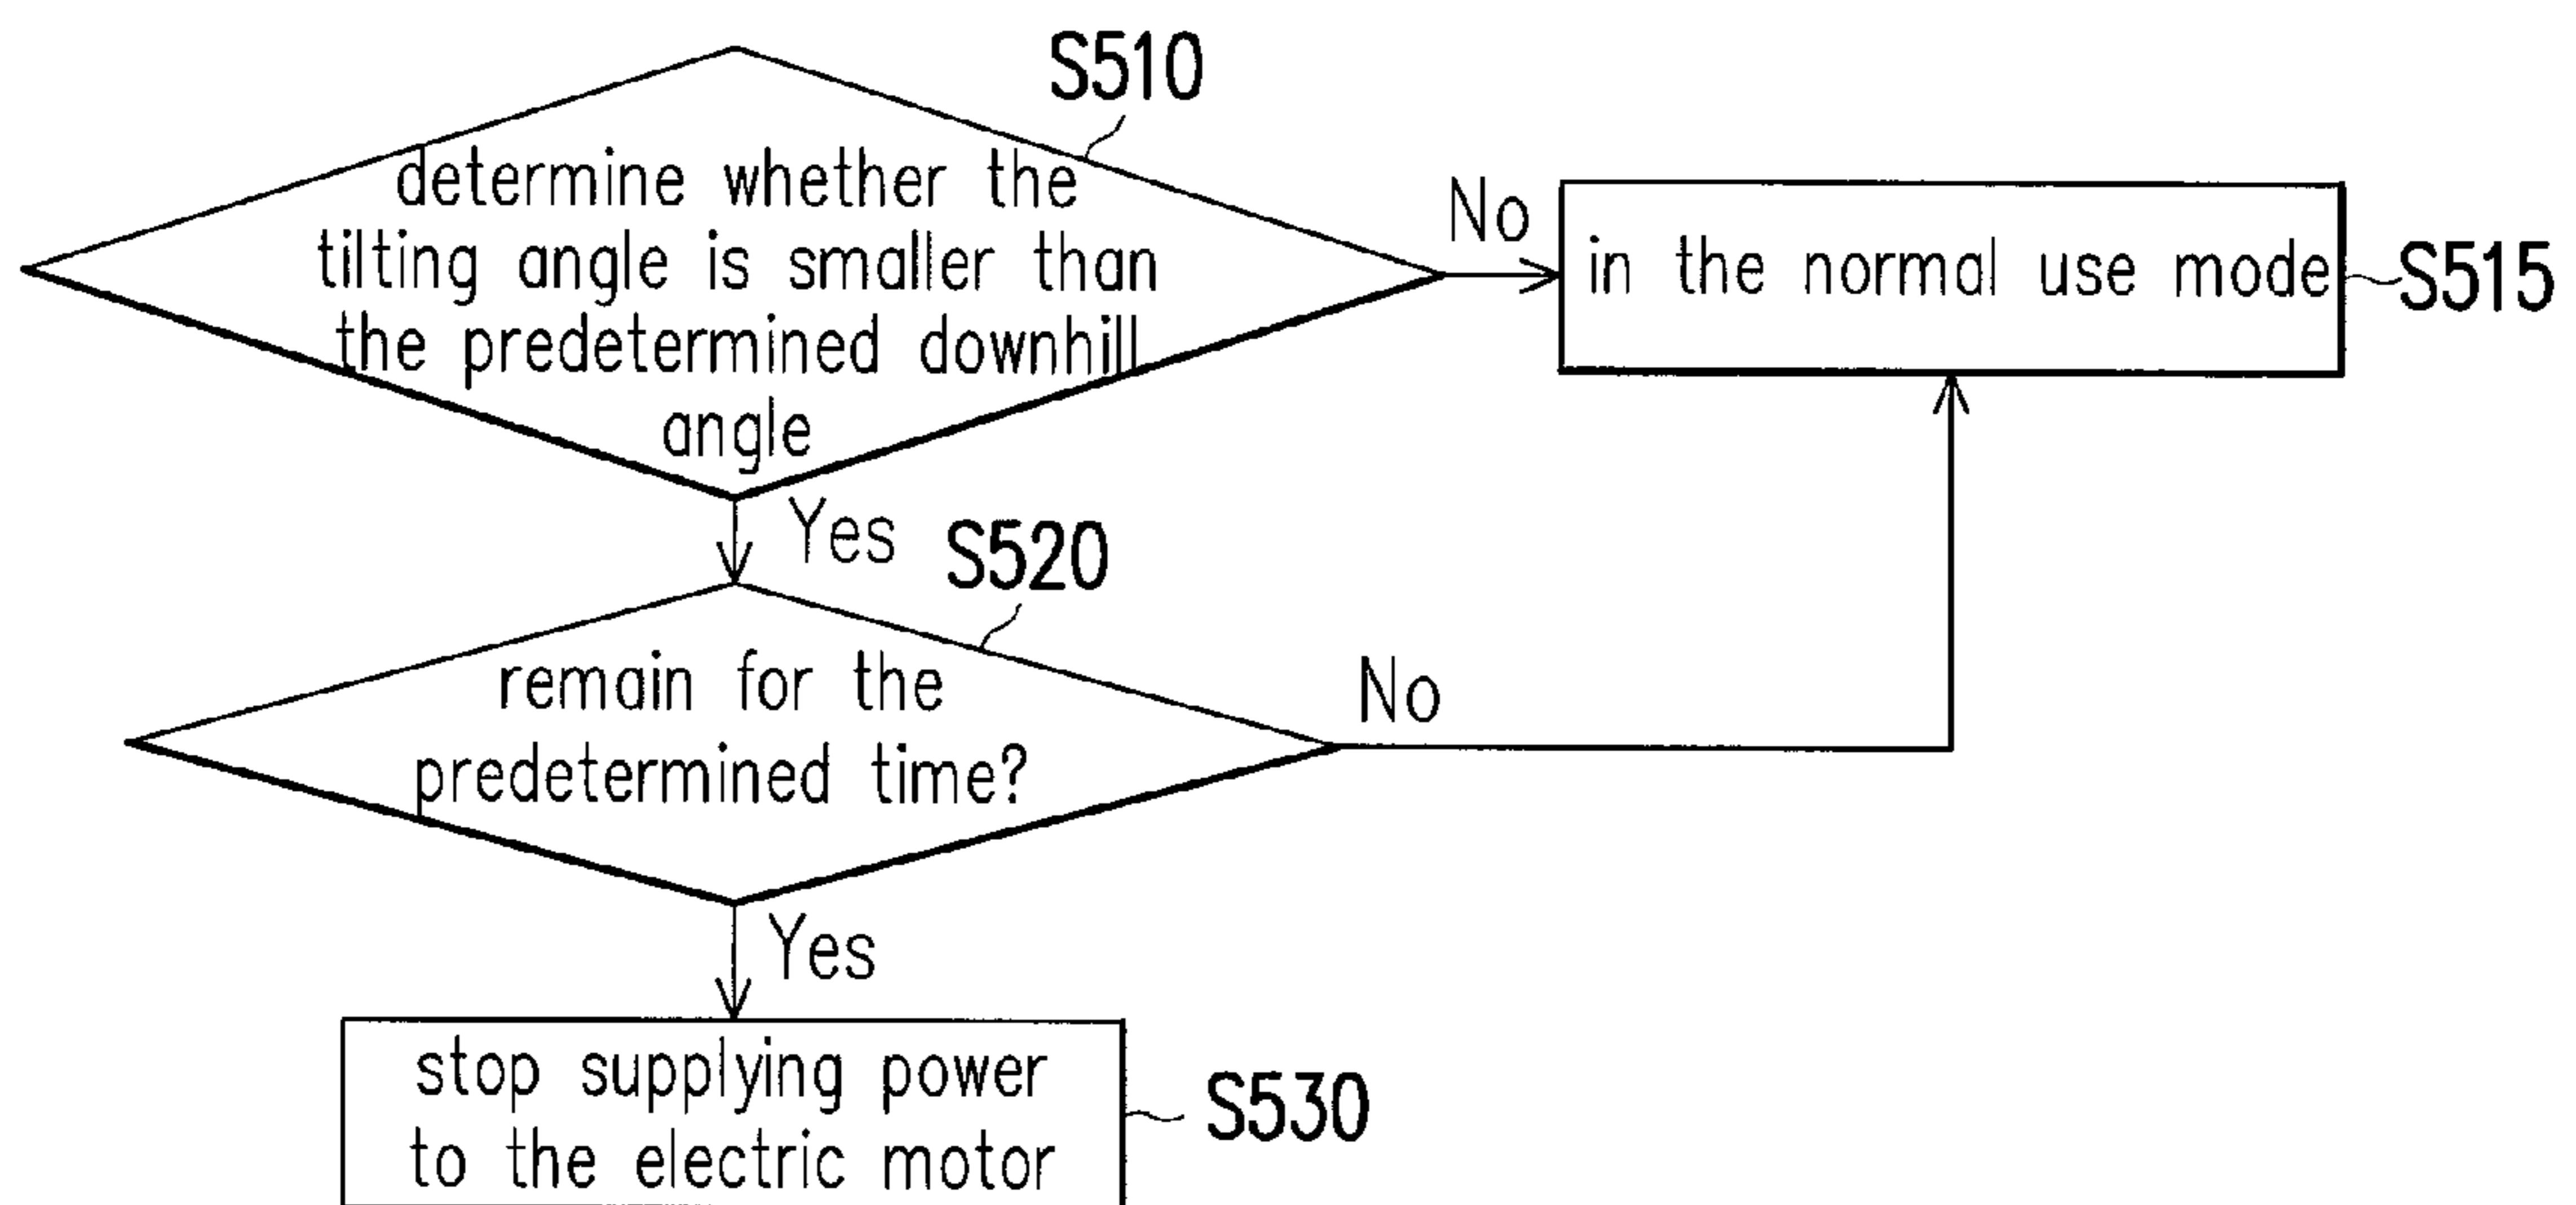 S510
determine whether the
tilting angle is smaller than
the predetermined downhill
angle
No
in the normal use mode
S515
Yes
S520
remain for the
predetermined time?
No
Yes
stop supplying power
to the electric motor
S530